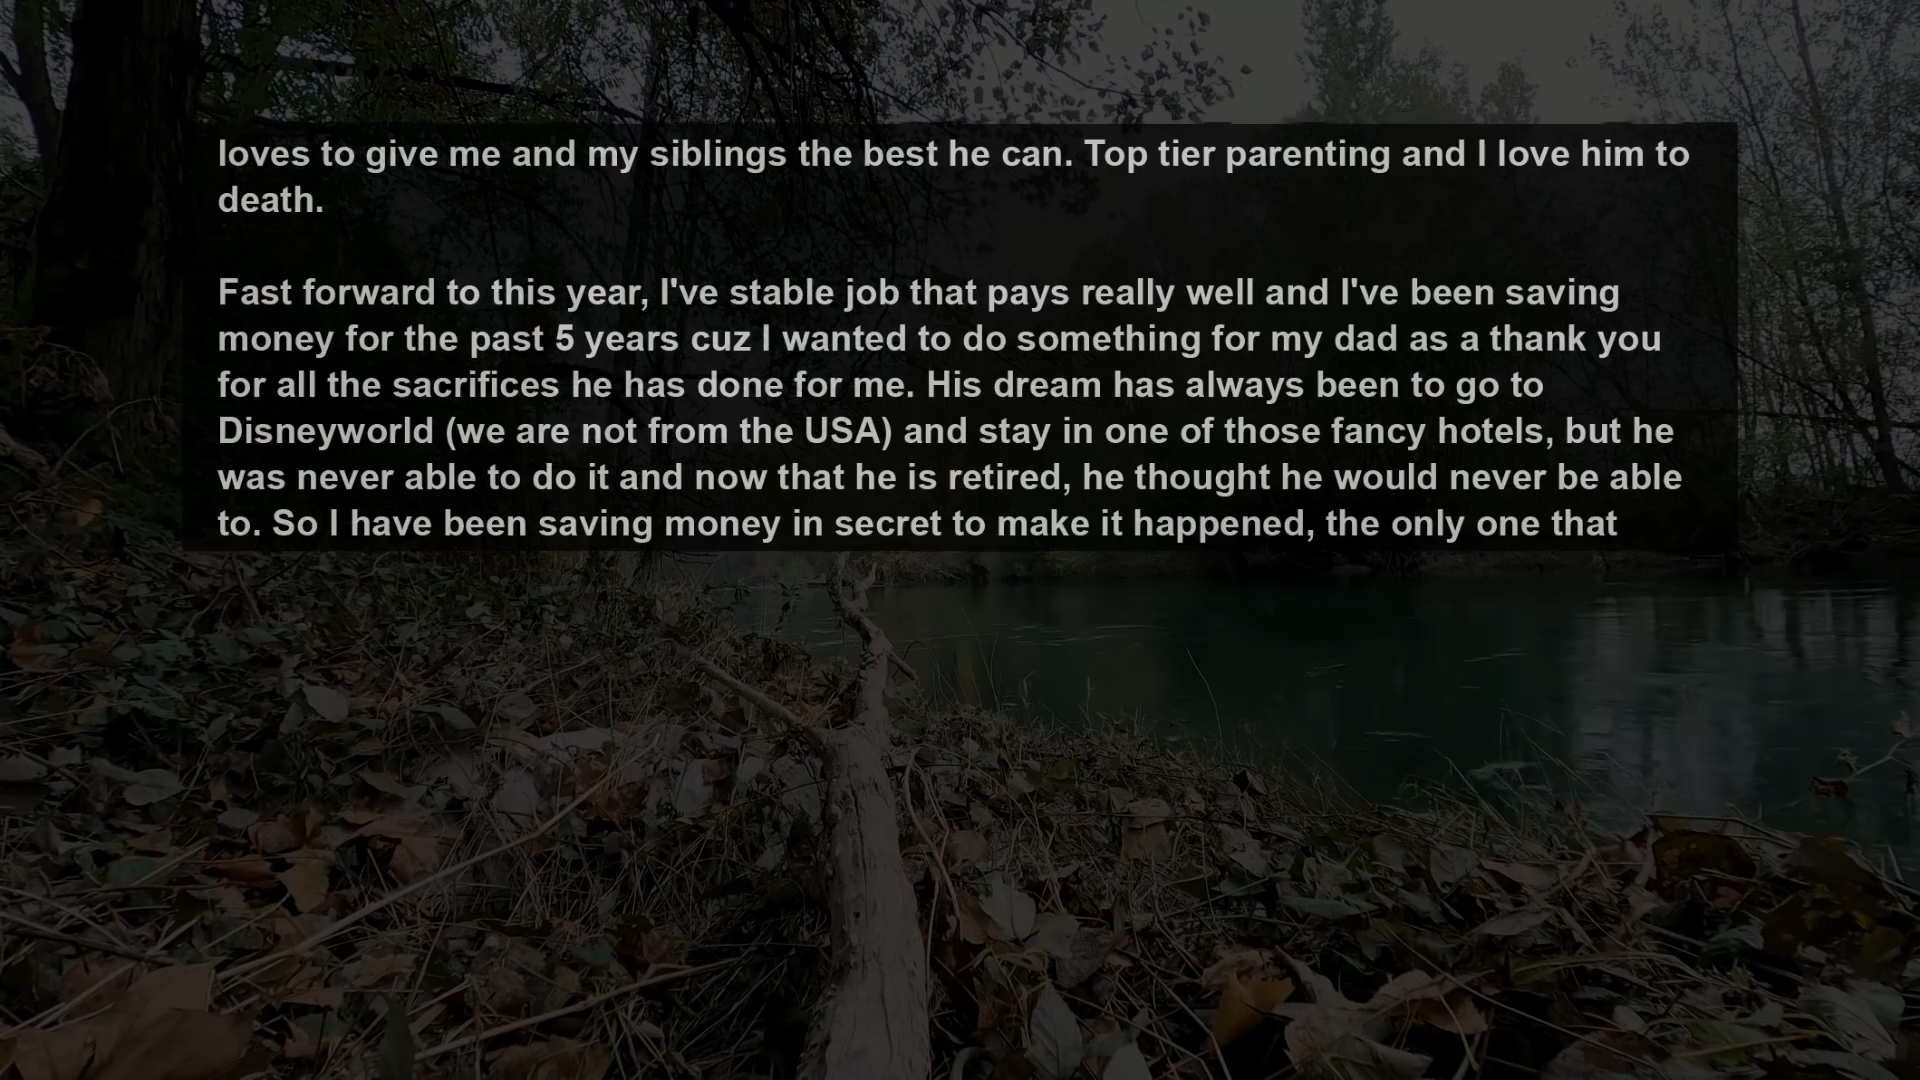 loves to give me and my siblings the best he can. Top tier parenting and I love him to
death.
Fast forward to this year, I've stable job that pays really well and I've been saving
money for the past 5 years cuz I wanted to do something for my dad as a thank you
for all the sacrifices he has done for me. His dream has always been to go to
Disneyworld (we are not from the USA) and stay in one of those fancy hotels, but he
was never able to do it and now that he is retired, he thought he would never be able
to. So I have been saving money in secret to make it happened, the only one that